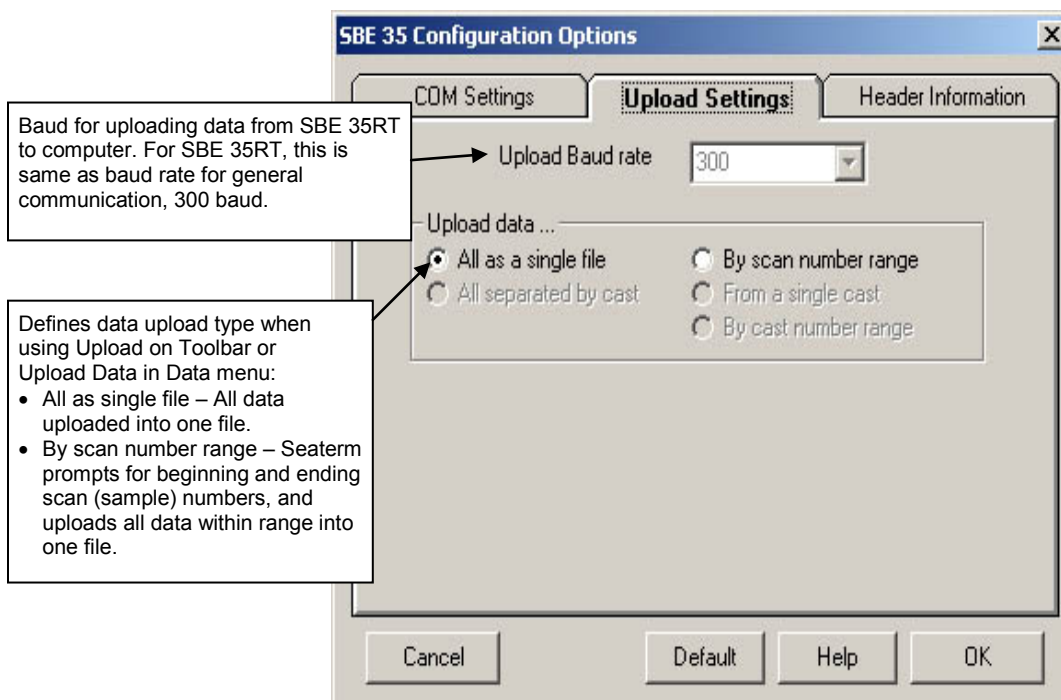 SBE 35 Configuration Options
COM Settings
Upload Settings
Header Information
Baud for uploading data from SBE 35RT
to computer. For SBE 35RT, this is
same as baud rate for general
communication, 300 baud.
Upload Baud rate
300
Upload data ...
All as a single file
By scan number range
All separated by cast
From a single cast
By cast number range
Defines data upload type when
using Upload on Toolbar or
Upload Data in Data menu:
• All as single file – All data
uploaded into one file.
• By scan number range – Seaterm
prompts for beginning and ending
scan (sample) numbers, and
uploads all data within range into
one file.
Cancel
Default
Help
OK